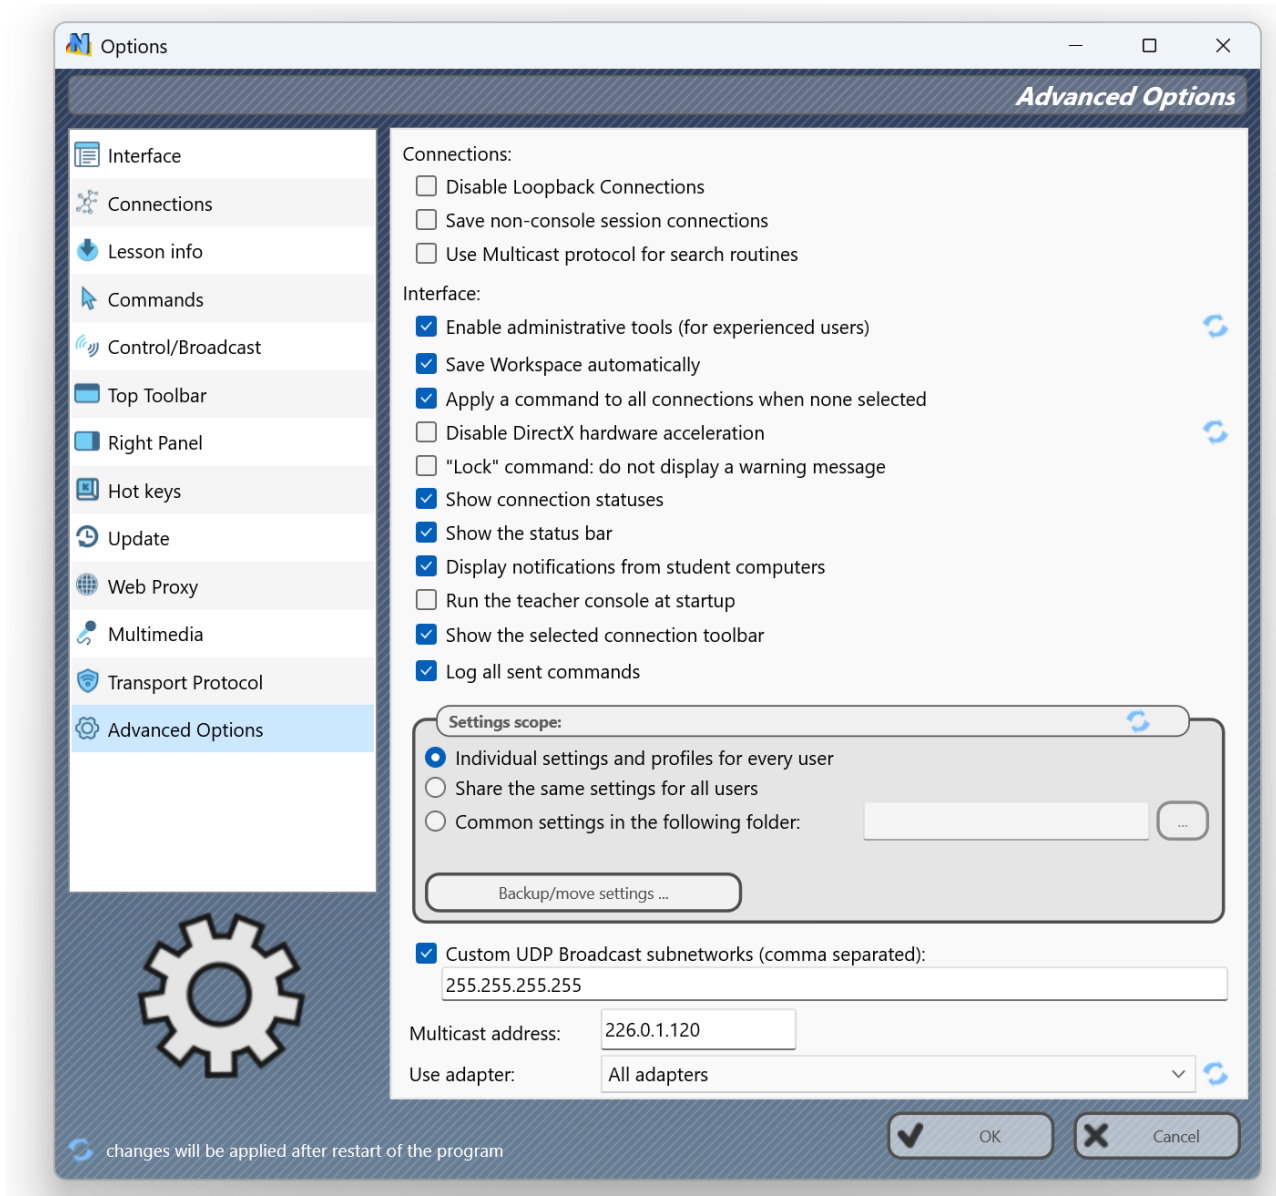 Options
Advanced Options
Interface
Connections
Lesson info
Commands
Control/Broadcast
Top Toolbar
Right Panel
Hot keys
Update
Web Proxy
Multimedia
Transport Protocol
Advanced Options
Connections:
Disable Loopback Connections
Save non-console session connections
Use Multicast protocol for search routines
Interface:
Enable administrative tools (for experienced users)
Save Workspace automatically
Apply a command to all connections when none selected
Disable DirectX hardware acceleration
"Lock" command: do not display a warning message
Show connection statuses
Show the status bar
Display notifications from student computers
Run the teacher console at startup
Show the selected connection toolbar
Log all sent commands
Settings scope:
Individual settings and profiles for every user
Share the same settings for all users
Common settings in the following folder: ...
Backup/move settings ...
Custom UDP Broadcast subnetworks (comma separated):
255.255.255.255
Multicast address: 226.0.1.120
Use adapter: All adapters
changes will be applied after restart of the program
OK Cancel